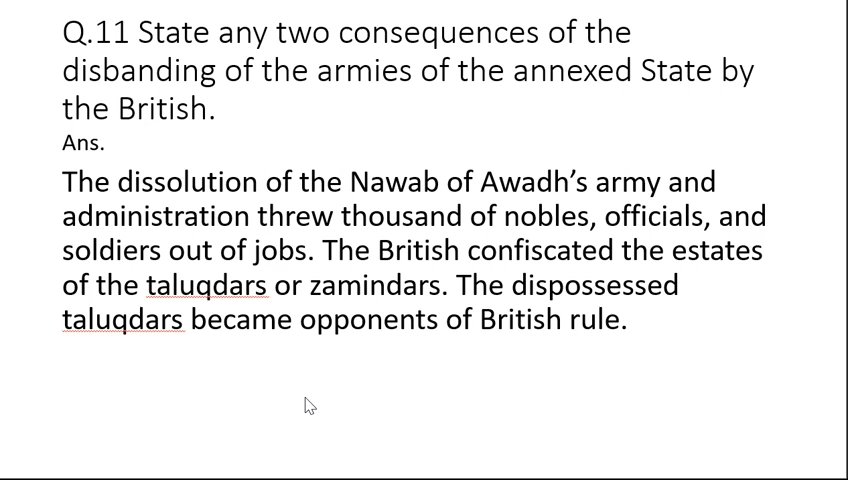 Q.11 State any two consequences of the
disbanding of the armies of the annexed State by
the British.
Ans.
The dissolution of the Nawab of Awadh’s army and
administration threw thousand of nobles, officials, and
soldiers out of jobs. The British confiscated the estates
of the taluqdars or zamindars. The dispossessed
taluqdars became opponents of British rule.